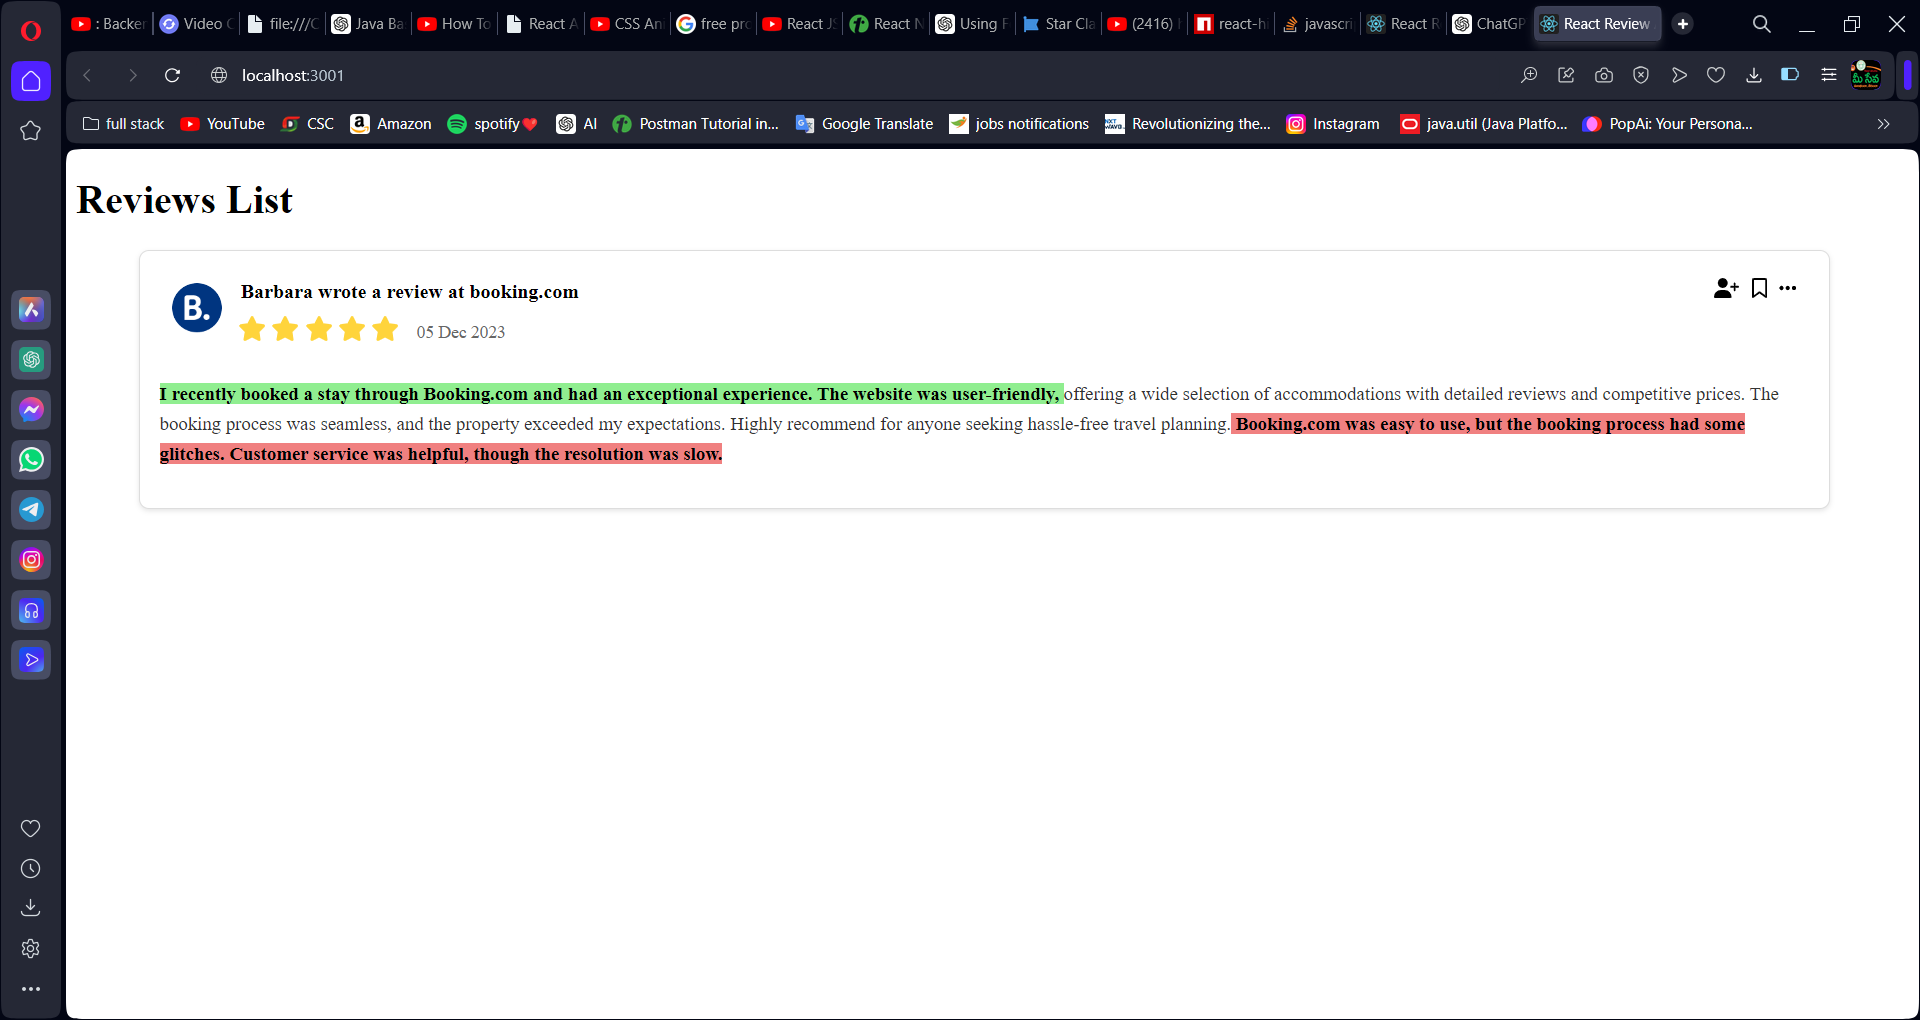 : Backer
Video C
file:///C
Java Ba
How To
React A
CSS Ani
free pro
React JS
React N
Using F
Star Cla
(2416)
react-hi
javascri
React R
ChatGP
React Review
localhost:3001
full stack
YouTube
CSC
Amazon
spotify❤️
AI
Postman Tutorial in...
Google Translate
jobs notifications
Revolutionizing the...
Instagram
java.util (Java Platfo...
PopAi: Your Persona...
Reviews List
B.
Barbara wrote a review at booking.com
05 Dec 2023
I recently booked a stay through Booking.com and had an exceptional experience. The website was user-friendly, offering a wide selection of accommodations with detailed reviews and competitive prices. The
booking process was seamless, and the property exceeded my expectations. Highly recommend for anyone seeking hassle-free travel planning. Booking.com was easy to use, but the booking process had some
glitches. Customer service was helpful, though the resolution was slow.